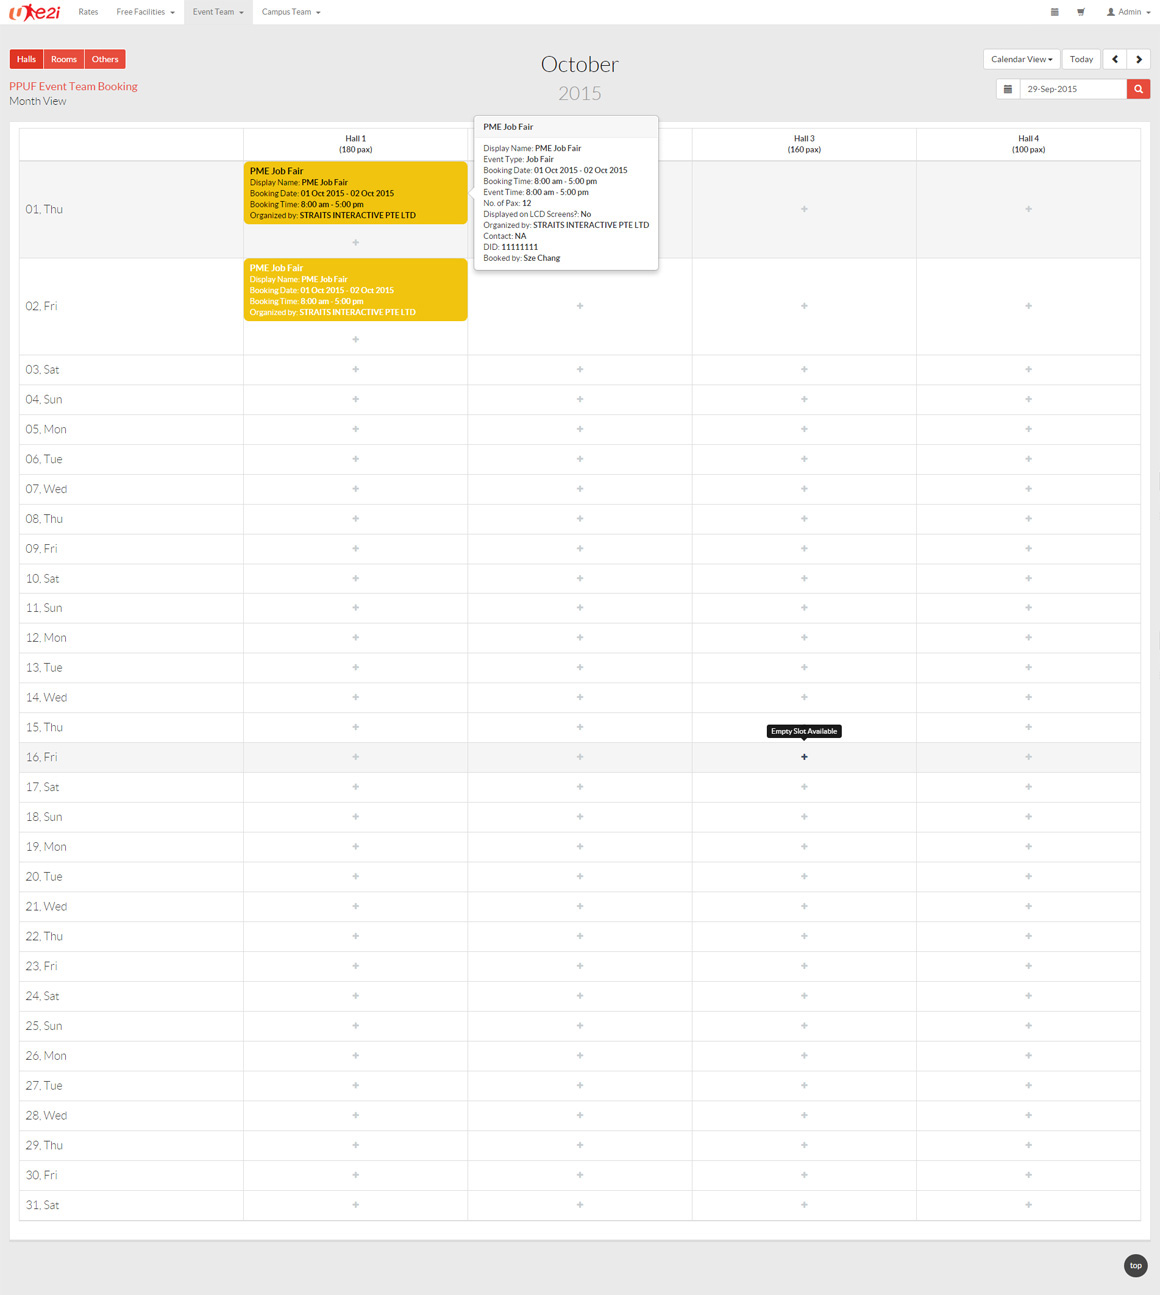 ue2i Rates Free Facilities Event Team Campus Team Admin
Halls Rooms Others
October
2015
Calendar View Today
29-Sep-2015
PPUF Event Team Booking
Month View
Hall 1
(180 pax)
Hall 3
(160 pax)
Hall 4
(100 pax)
01, Thu
PME Job Fair
Display Name: PME Job Fair
Booking Date: 01 Oct 2015 - 02 Oct 2015
Booking Time: 8:00 am - 5:00 pm
Organized by: STRAITS INTERACTIVE PTE LTD
+ + +
PME Job Fair
Display Name: PME Job Fair
Event Type: Job Fair
Booking Date: 01 Oct 2015 - 02 Oct 2015
Booking Time: 8:00 am - 5:00 pm
Event Time: 8:00 am - 5:00 pm
No. of Pax: 12
Displayed on LCD Screens?: No
Organized by: STRAITS INTERACTIVE PTE LTD
Contact: NA
DID: 11111111
Booked by: Sze Chang
02, Fri
PME Job Fair
Display Name: PME Job Fair
Booking Date: 01 Oct 2015 - 02 Oct 2015
Booking Time: 8:00 am - 5:00 pm
Organized by: STRAITS INTERACTIVE PTE LTD
+ + + +
03, Sat + + + +
04, Sun + + + +
05, Mon + + + +
06, Tue + + + +
07, Wed + + + +
08, Thu + + + +
09, Fri + + + +
10, Sat + + + +
11, Sun + + + +
12, Mon + + + +
13, Tue + + + +
14, Wed + + + +
15, Thu + + +
Empty Slot Available
16, Fri + + + +
17, Sat + + + +
18, Sun + + + +
19, Mon + + + +
20, Tue + + + +
21, Wed + + + +
22, Thu + + + +
23, Fri + + + +
24, Sat + + + +
25, Sun + + + +
26, Mon + + + +
27, Tue + + + +
28, Wed + + + +
29, Thu + + + +
30, Fri + + + +
31, Sat + + + +
top